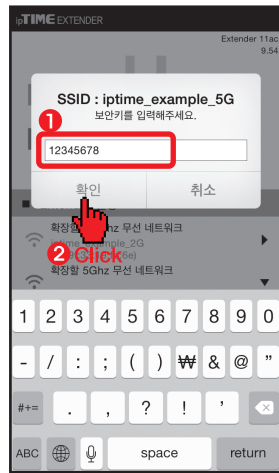 ipTIME EXTENDER
Extender 11ac
9.54
SSID : iptime_example_5G
보안키를 입력해주세요.
1
12345678
확인 취소
확장할 2Ghz 무선 네트워크
iptime_example_2G
2 Click
확장할 5Ghz 무선 네트워크
1 2 3 4 5 6 7 8 9 0
- / : ; ( ) ₩ & @ ”
#+= . , ? ! ’
ABC space return